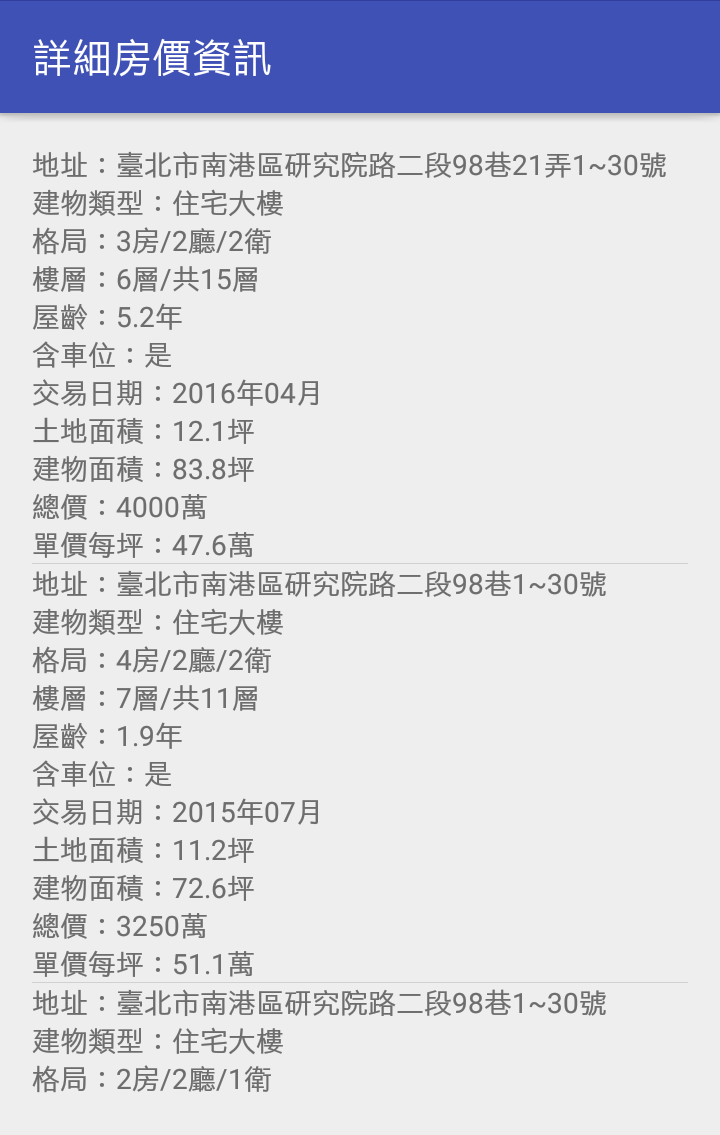 詳細房價資訊
地址：臺北市南港區研究院路二段98巷21弄1~30號
建物類型：住宅大樓
格局：3房/2廳/2衛
樓層：6層/共15層
屋齡：5.2年
含車位：是
交易日期：2016年04月
土地面積：12.1坪
建物面積：83.8坪
總價：4000萬
單價每坪：47.6萬
地址：臺北市南港區研究院路二段98巷1~30號
建物類型：住宅大樓
格局：4房/2廳/2衛
樓層：7層/共11層
屋齡：1.9年
含車位：是
交易日期：2015年07月
土地面積：11.2坪
建物面積：72.6坪
總價：3250萬
單價每坪：51.1萬
地址：臺北市南港區研究院路二段98巷1~30號
建物類型：住宅大樓
格局：2房/2廳/1衛